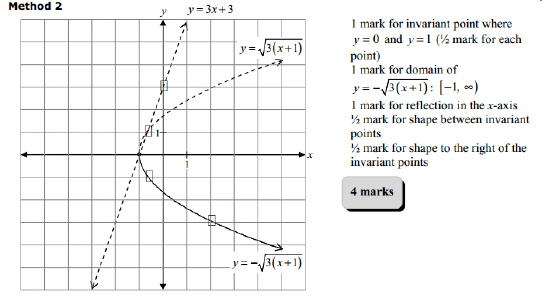 Method 2
y
y = 3x + 3
y = √3(x+1)
1
x
1
y = -√3(x+1)
1 mark for invariant point where
y = 0 and y = 1 (½ mark for each
point)
1 mark for domain of
y = -√3(x+1): [-1, ∞)
1 mark for reflection in the x-axis
½ mark for shape between invariant
points
½ mark for shape to the right of the
invariant points
4 marks